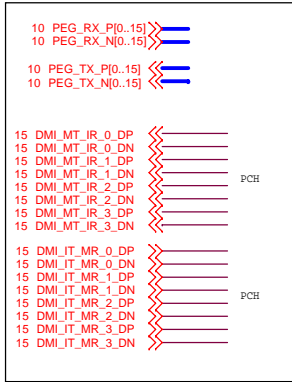 10 PEG_RX_P[0..15]
10 PEG_RX_N[0..15]
10 PEG_TX_P[0..15]
10 PEG_TX_N[0..15]
15 DMI_MT_IR_0_DP
15 DMI_MT_IR_0_DN
15 DMI_MT_IR_1_DP
15 DMI_MT_IR_1_DN
15 DMI_MT_IR_2_DP
15 DMI_MT_IR_2_DN
15 DMI_MT_IR_3_DP
15 DMI_MT_IR_3_DN
PCH
15 DMI_IT_MR_0_DP
15 DMI_IT_MR_0_DN
15 DMI_IT_MR_1_DP
15 DMI_IT_MR_1_DN
15 DMI_IT_MR_2_DP
15 DMI_IT_MR_2_DN
15 DMI_IT_MR_3_DP
15 DMI_IT_MR_3_DN
PCH